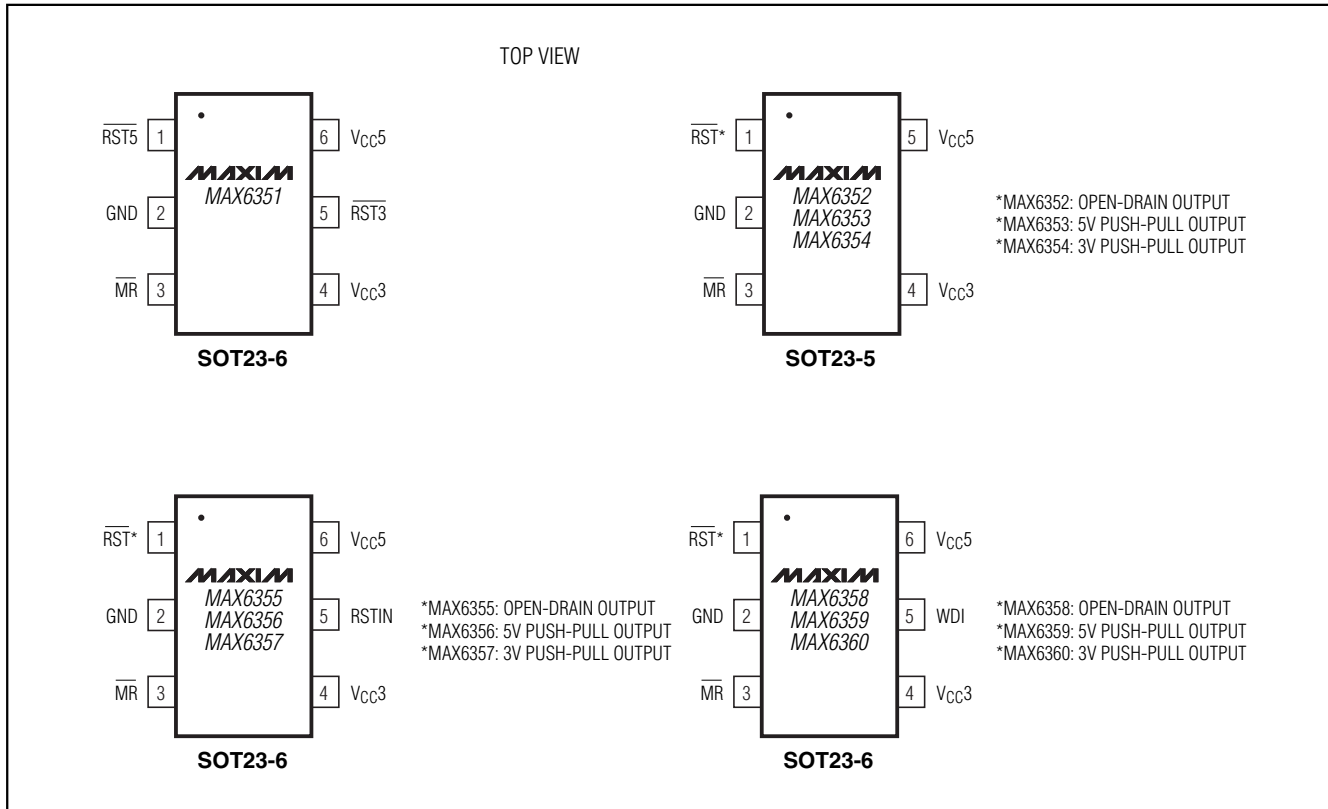 TOP VIEW
RST5 1
6 VCC5
MAXIM
MAX6351
GND 2
5 RST3
MR 3
4 VCC3
SOT23-6
RST* 1
5 VCC5
MAXIM
MAX6352
MAX6353
MAX6354
GND 2
MR 3
4 VCC3
SOT23-5
*MAX6352: OPEN-DRAIN OUTPUT
*MAX6353: 5V PUSH-PULL OUTPUT
*MAX6354: 3V PUSH-PULL OUTPUT
RST* 1
6 VCC5
MAXIM
MAX6355
MAX6356
MAX6357
GND 2
5 RSTIN
MR 3
4 VCC3
SOT23-6
*MAX6355: OPEN-DRAIN OUTPUT
*MAX6356: 5V PUSH-PULL OUTPUT
*MAX6357: 3V PUSH-PULL OUTPUT
RST* 1
6 VCC5
MAXIM
MAX6358
MAX6359
MAX6360
GND 2
5 WDI
MR 3
4 VCC3
SOT23-6
*MAX6358: OPEN-DRAIN OUTPUT
*MAX6359: 5V PUSH-PULL OUTPUT
*MAX6360: 3V PUSH-PULL OUTPUT